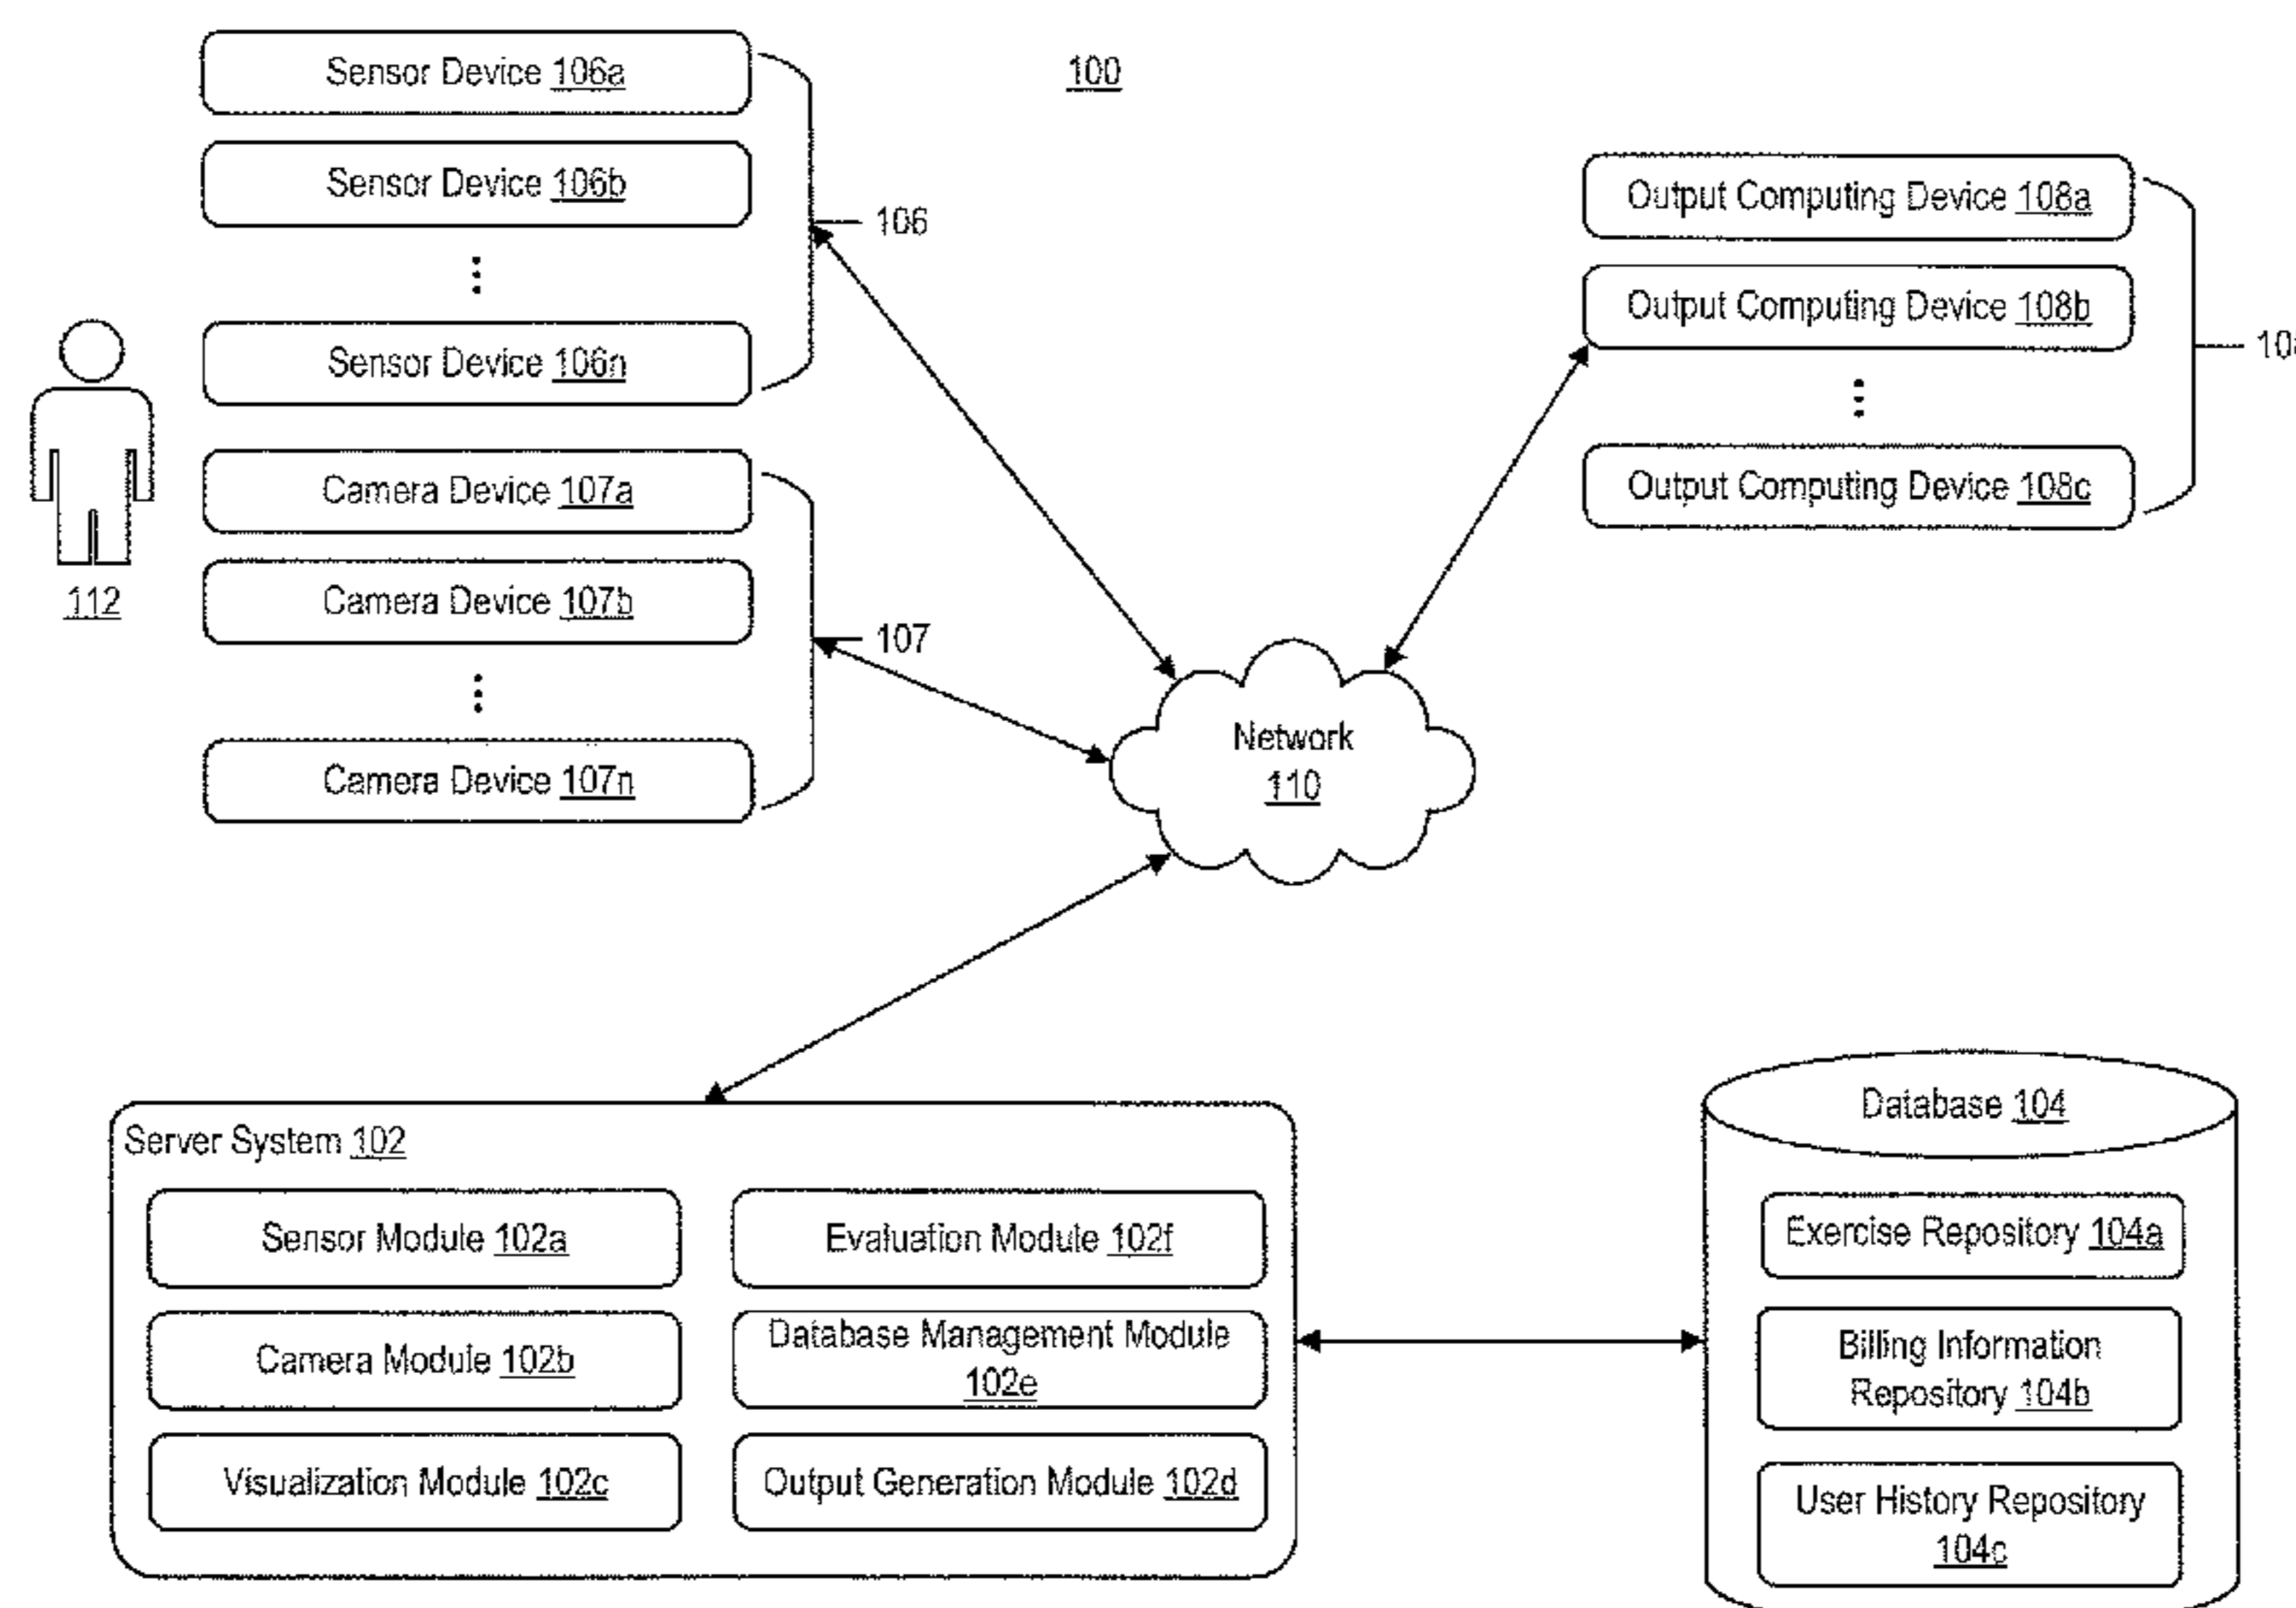 100
Sensor Device 106a
Sensor Device 106b
Sensor Device 106n
106
Camera Device 107a
Camera Device 107b
Camera Device 107n
107
112
Output Computing Device 108a
Output Computing Device 108b
Output Computing Device 108c
Network
110
Server System 102
Sensor Module 102a
Camera Module 102b
Visualization Module 102c
Evaluation Module 102f
Database Management Module
102e
Output Generation Module 102d
Database 104
Exercise Repository 104a
Billing Information
Repository 104b
User History Repository
104c